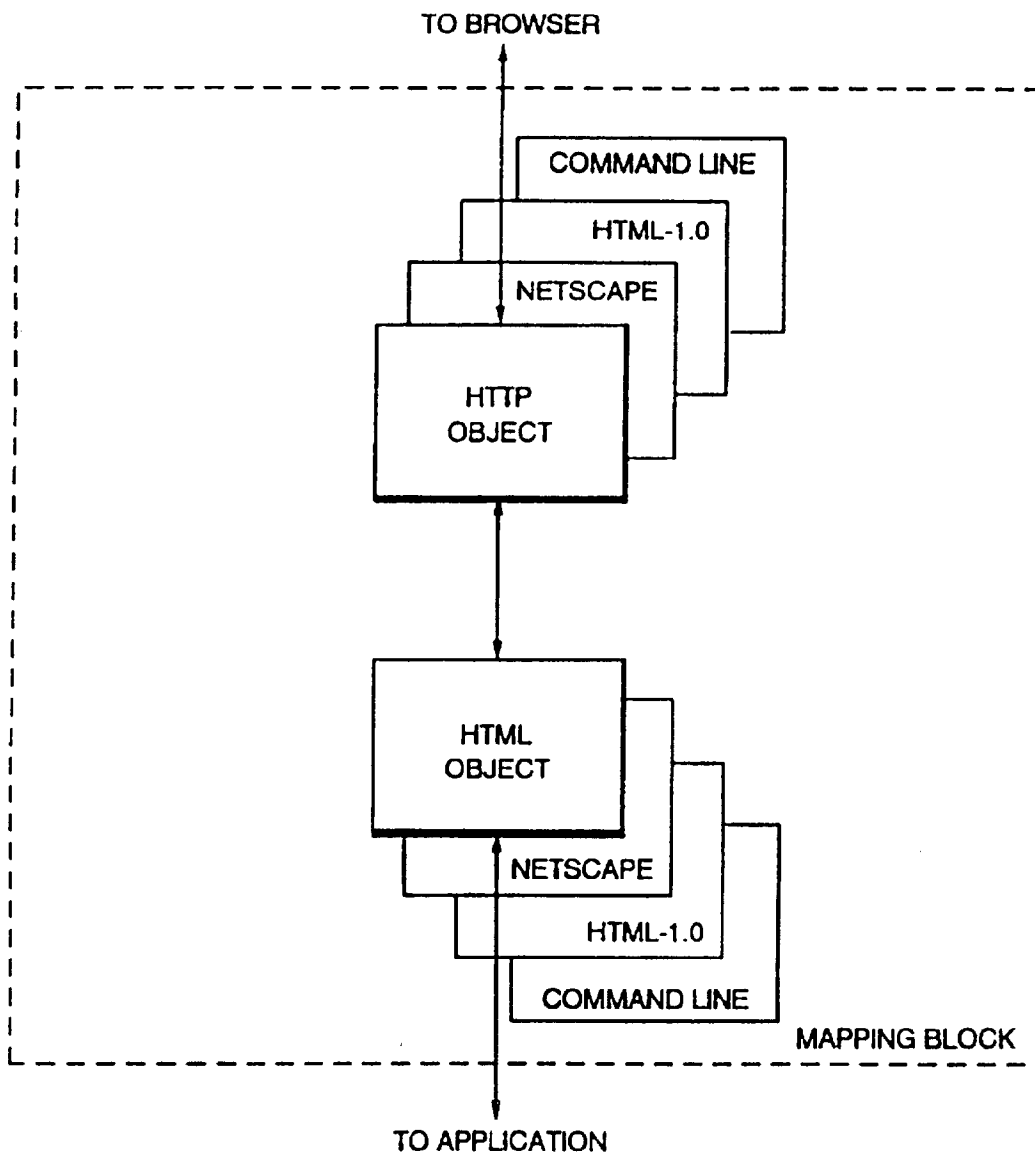 TO BROWSER
COMMAND LINE
HTML-1.0
NETSCAPE
HTTP
OBJECT
HTML
OBJECT
NETSCAPE
HTML-1.0
COMMAND LINE
MAPPING BLOCK
TO APPLICATION